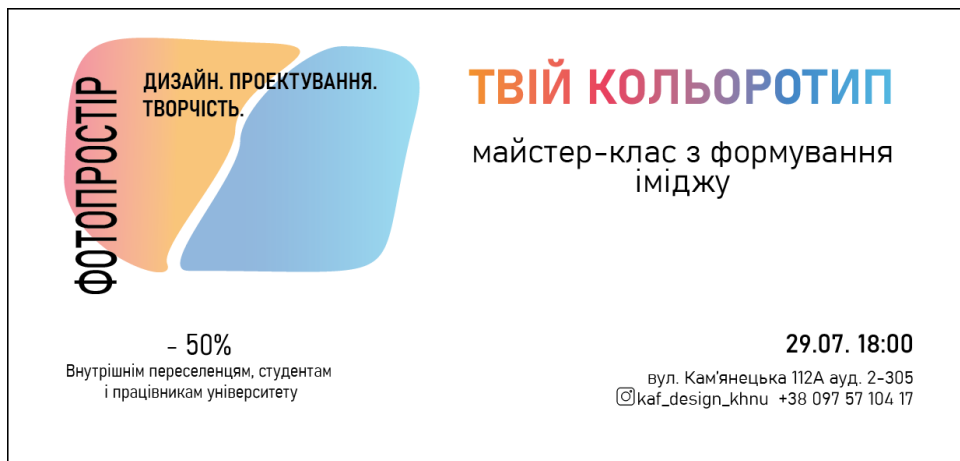 ФОТОПРОСТІР
ДИЗАЙН. ПРОЕКТУВАННЯ.
ТВОРЧІСТЬ.
ТВІЙ КОЛЬОРОТИП
майстер-клас з формування
іміджу
- 50%
Внутрішнім переселенцям, студентам
і працівникам університету
29.07. 18:00
вул. Кам'янецька 112А ауд. 2-305
kaf_design_khnu +38 097 57 104 17